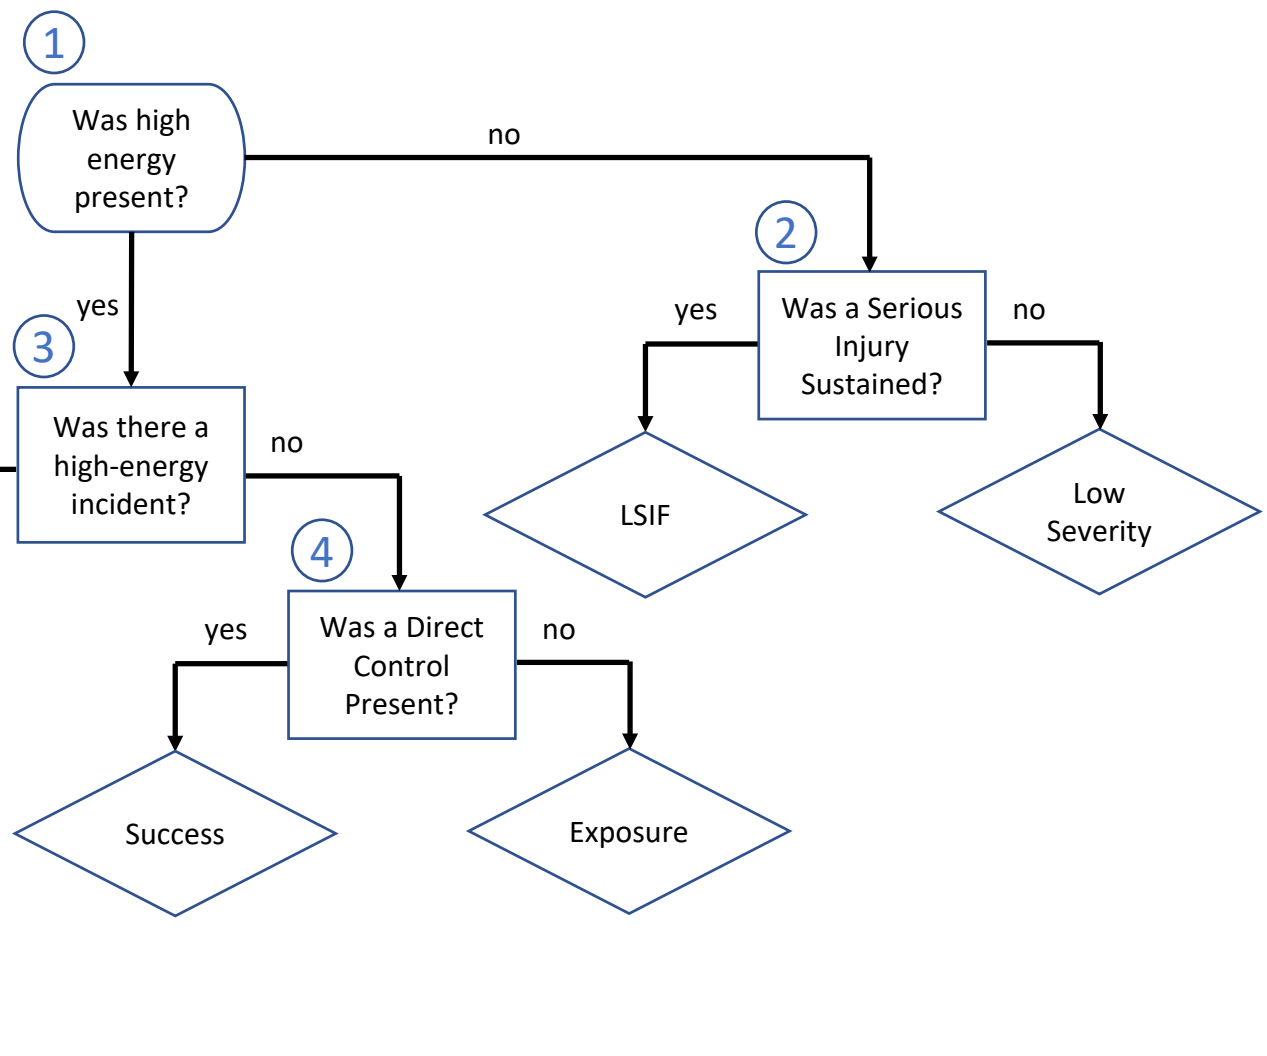 1
Was high
energy
present?
no
2
yes
3
Was a Serious
Injury
Sustained?
yes
no
Was there a
high-energy
incident?
no
LSIF
Low
Severity
4
Was a Direct
Control
Present?
yes
no
Success
Exposure